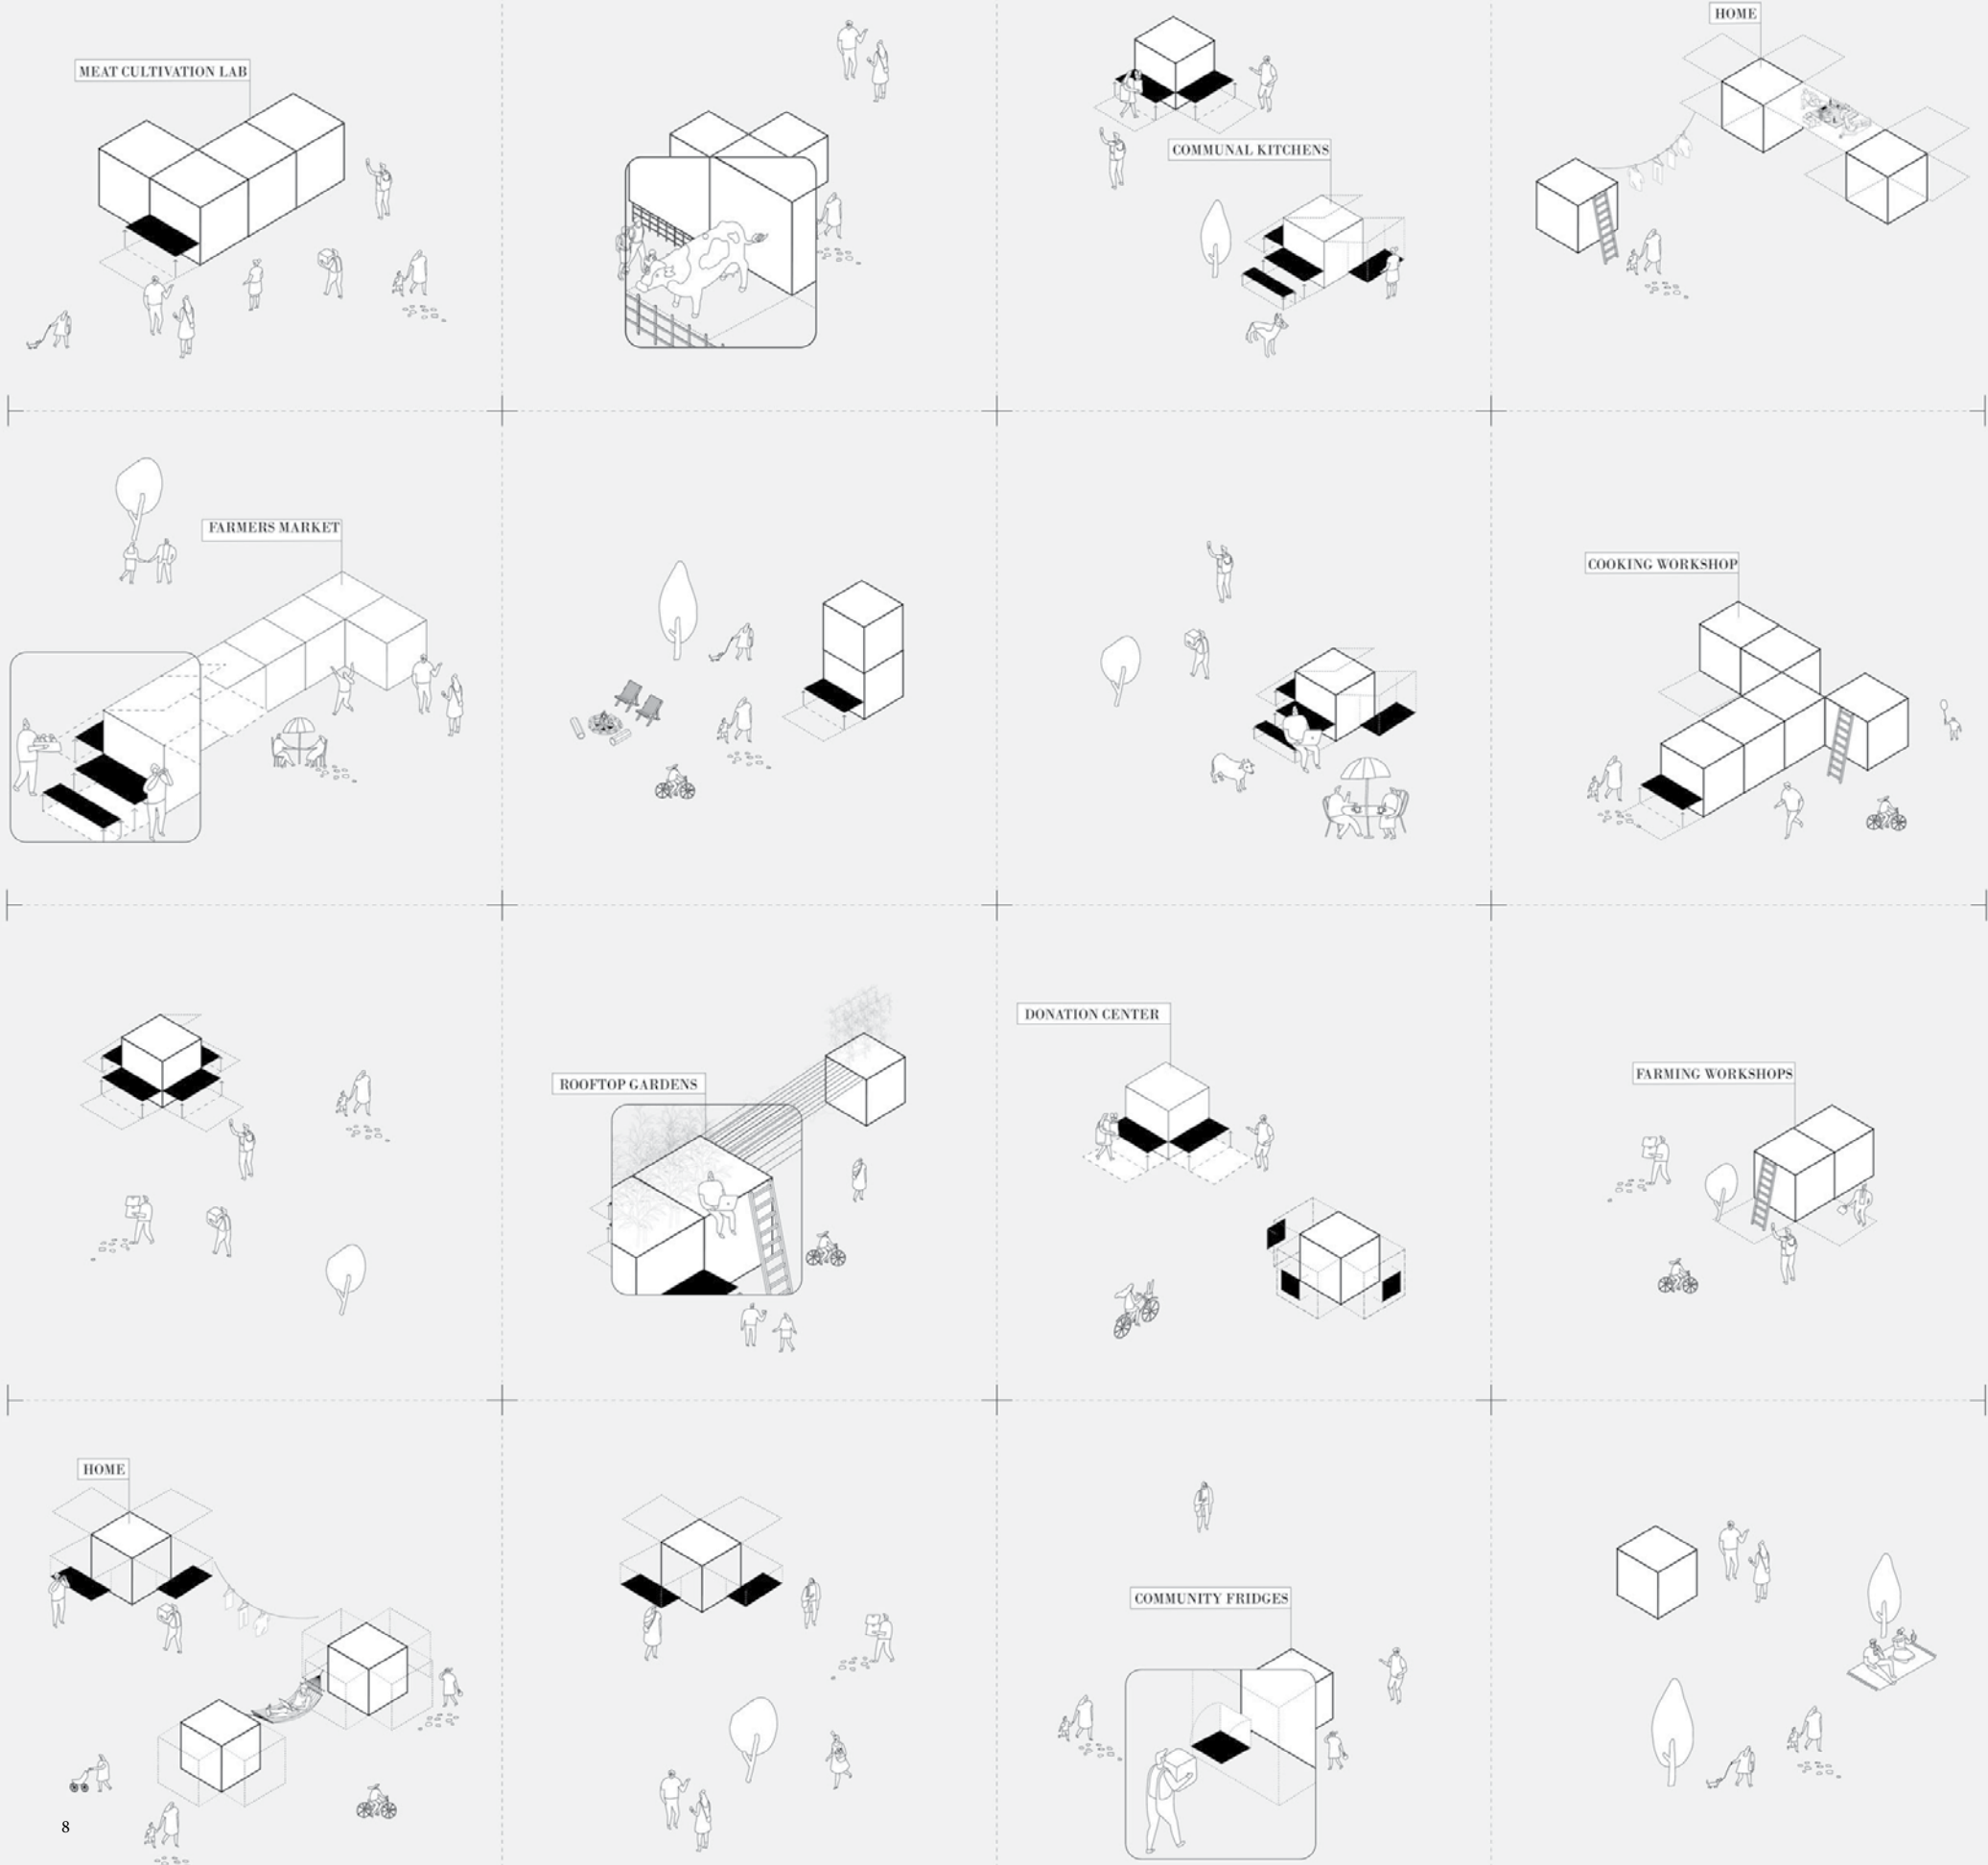 HOME
MEAT CULTIVATION LAB
COMMUNAL KITCHENS
FARMERS MARKET
COOKING WORKSHOP
DONATION CENTER
ROOFTOP GARDENS
FARMING WORKSHOPS
HOME
COMMUNITY FRIDGES
8